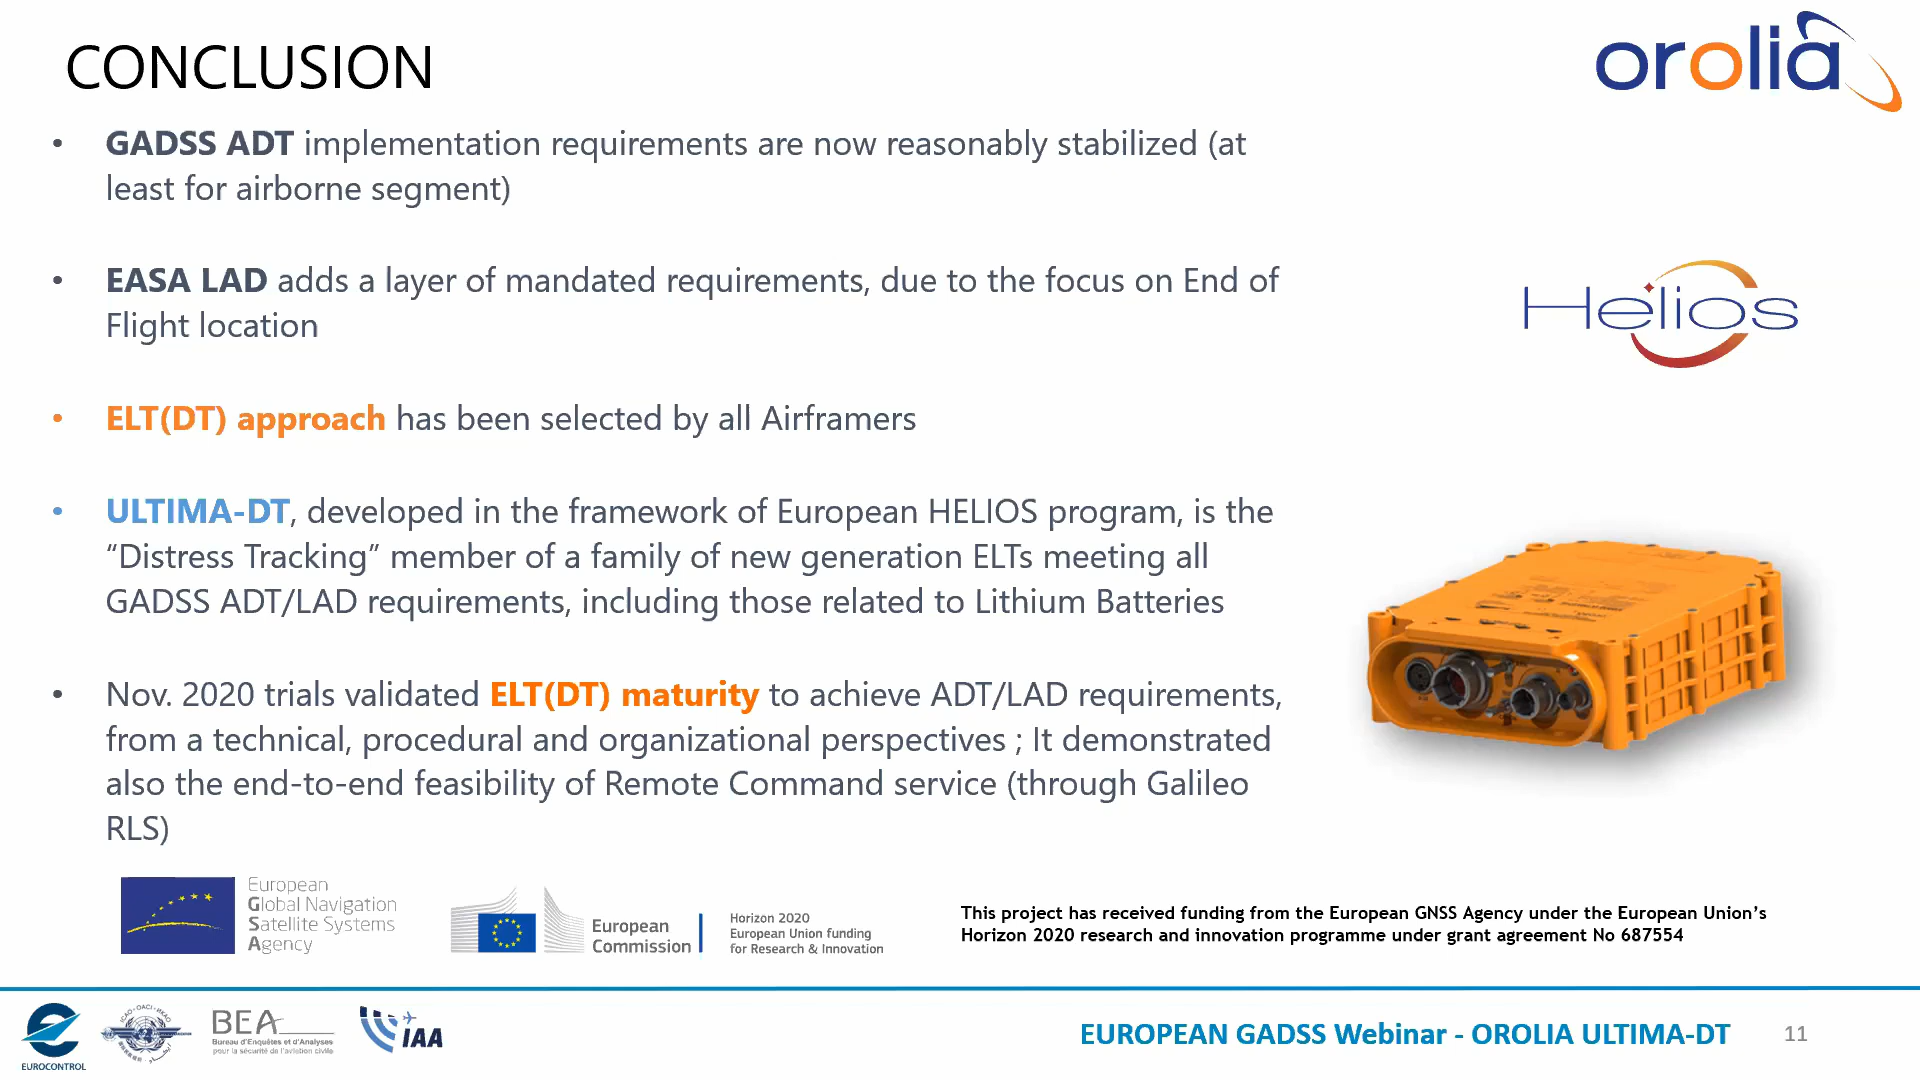 CONCLUSION
orolia
• GADSS ADT implementation requirements are now reasonably stabilized (at
least for airborne segment)
• EASA LAD adds a layer of mandated requirements, due to the focus on End of
Flight location
Helios
• ELT(DT) approach has been selected by all Airframers
• ULTIMA-DT, developed in the framework of European HELIOS program, is the
“Distress Tracking” member of a family of new generation ELTs meeting all
GADSS ADT/LAD requirements, including those related to Lithium Batteries
• Nov. 2020 trials validated ELT(DT) maturity to achieve ADT/LAD requirements,
from a technical, procedural and organizational perspectives ; It demonstrated
also the end-to-end feasibility of Remote Command service (through Galileo
RLS)
European
Global Navigation
Satellite Systems
Agency
European
Commission
Horizon 2020
European Union funding
for Research & Innovation
This project has received funding from the European GNSS Agency under the European Union’s
Horizon 2020 research and innovation programme under grant agreement No 687554
EUROCONTROL
BEA
Bureau d'Enquêtes et d'Analyses
pour la sécurité de l'aviation civile
IAA
EUROPEAN GADSS Webinar - OROLIA ULTIMA-DT
11